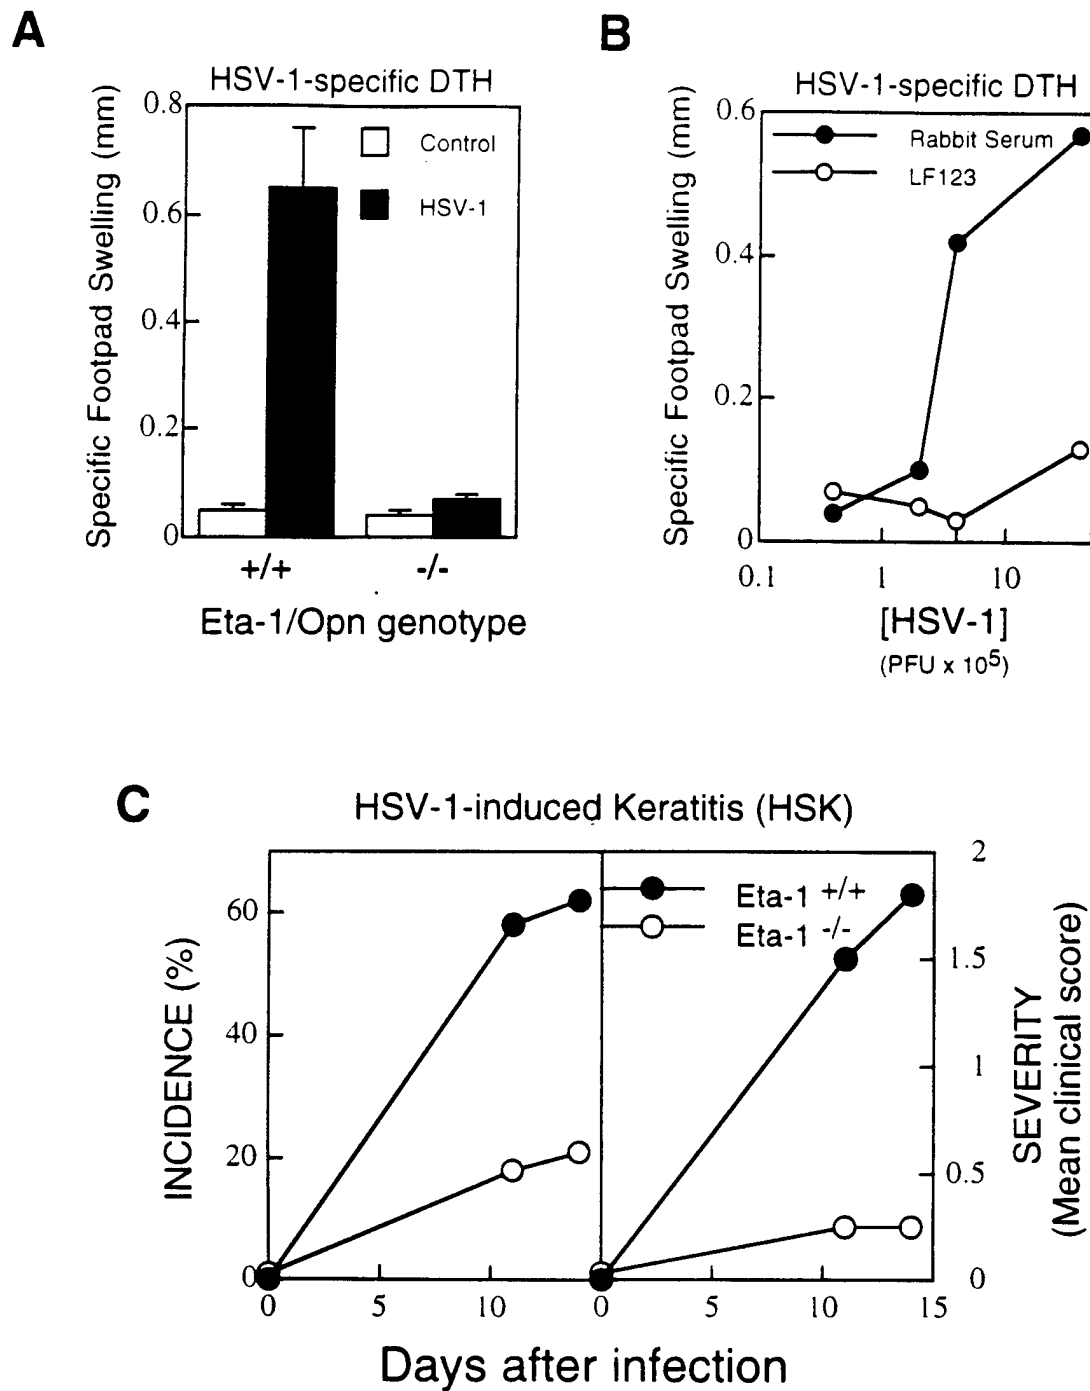 A
HSV-1-specific DTH
Specific Footpad Swelling (mm)
0.8
0.6
0.4
0.2
0
Control
HSV-1
+/+
-/-
Eta-1/Opn genotype
B
HSV-1-specific DTH
Specific Footpad Swelling (mm)
0.6
0.4
0.2
0
Rabbit Serum
LF123
0.1
1
10
[HSV-1]
(PFU x 10⁵)
C
HSV-1-induced Keratitis (HSK)
INCIDENCE (%)
60
40
20
0
0
5
10
Eta-1 +/+
Eta-1 -/-
0
5
10
15
2
1.5
1
0.5
0
SEVERITY
(Mean clinical score)
Days after infection